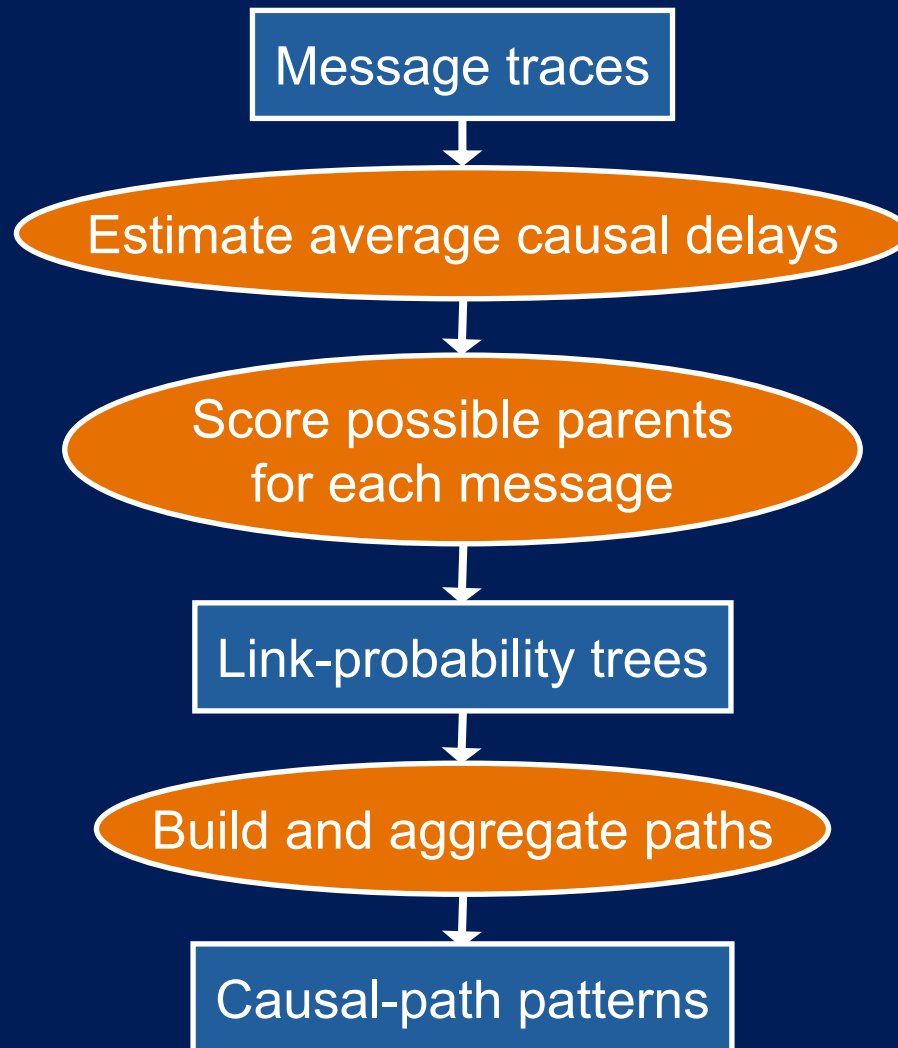 Message traces
Estimate average causal delays
Score possible parents
for each message
Link-probability trees
Build and aggregate paths
Causal-path patterns